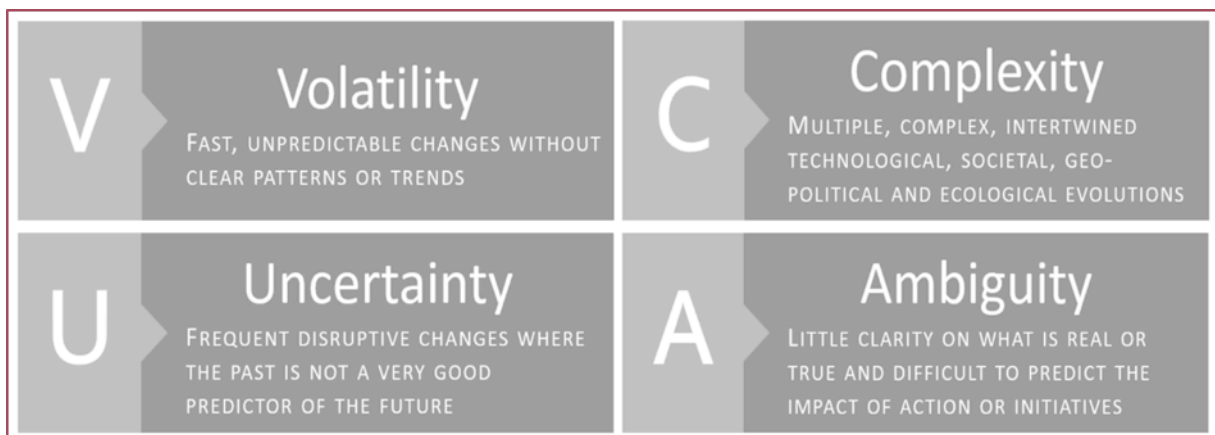 V
Volatility
FAST, UNPREDICTABLE CHANGES WITHOUT
CLEAR PATTERNS OR TRENDS
U
Uncertainty
FREQUENT DISRUPTIVE CHANGES WHERE
THE PAST IS NOT A VERY GOOD
PREDICTOR OF THE FUTURE
C
Complexity
MULTIPLE, COMPLEX, INTERTWINED
TECHNOLOGICAL, SOCIETAL, GEO-
POLITICAL AND ECOLOGICAL EVOLUTIONS
A
Ambiguity
LITTLE CLARITY ON WHAT IS REAL OR
TRUE AND DIFFICULT TO PREDICT THE
IMPACT OF ACTION OR INITIATIVES